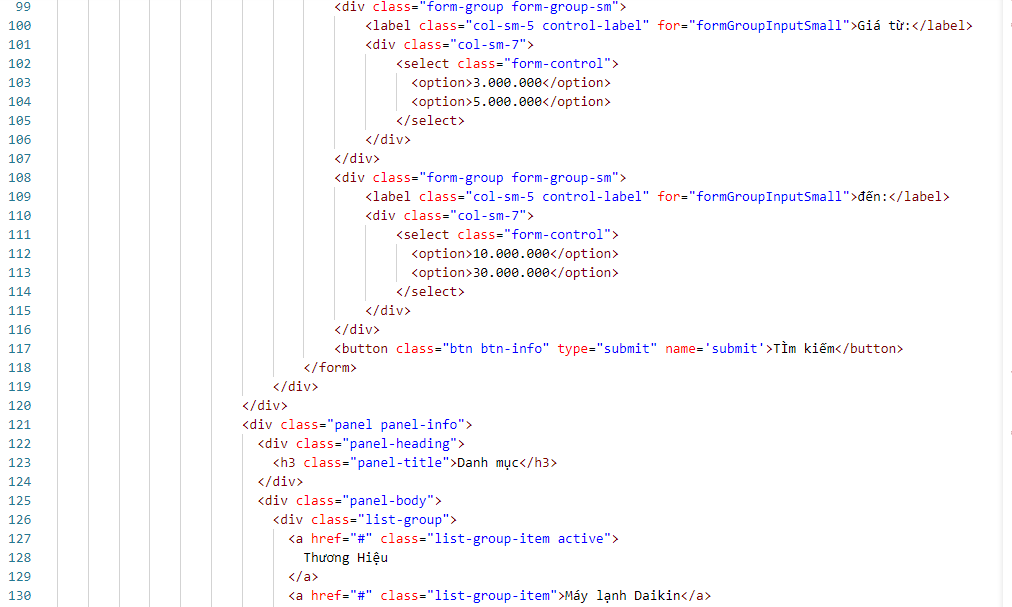 99 <div class="form-group form-group-sm">
100 <label class="col-sm-5 control-label" for="formGroupInputSmall">Giá từ:</label>
101 <div class="col-sm-7">
102 <select class="form-control">
103 <option>3.000.000</option>
104 <option>5.000.000</option>
105 </select>
106 </div>
107 </div>
108 <div class="form-group form-group-sm">
109 <label class="col-sm-5 control-label" for="formGroupInputSmall">đến:</label>
110 <div class="col-sm-7">
111 <select class="form-control">
112 <option>10.000.000</option>
113 <option>30.000.000</option>
114 </select>
115 </div>
116 </div>
117 <button class="btn btn-info" type="submit" name='submit'>TÌm kiếm</button>
118 </form>
119 </div>
120 </div>
121 <div class="panel panel-info">
122 <div class="panel-heading">
123 <h3 class="panel-title">Danh mục</h3>
124 </div>
125 <div class="panel-body">
126 <div class="list-group">
127 <a href="#" class="list-group-item active">
128 Thương Hiệu
129 </a>
130 <a href="#" class="list-group-item">Máy lạnh Daikin</a>